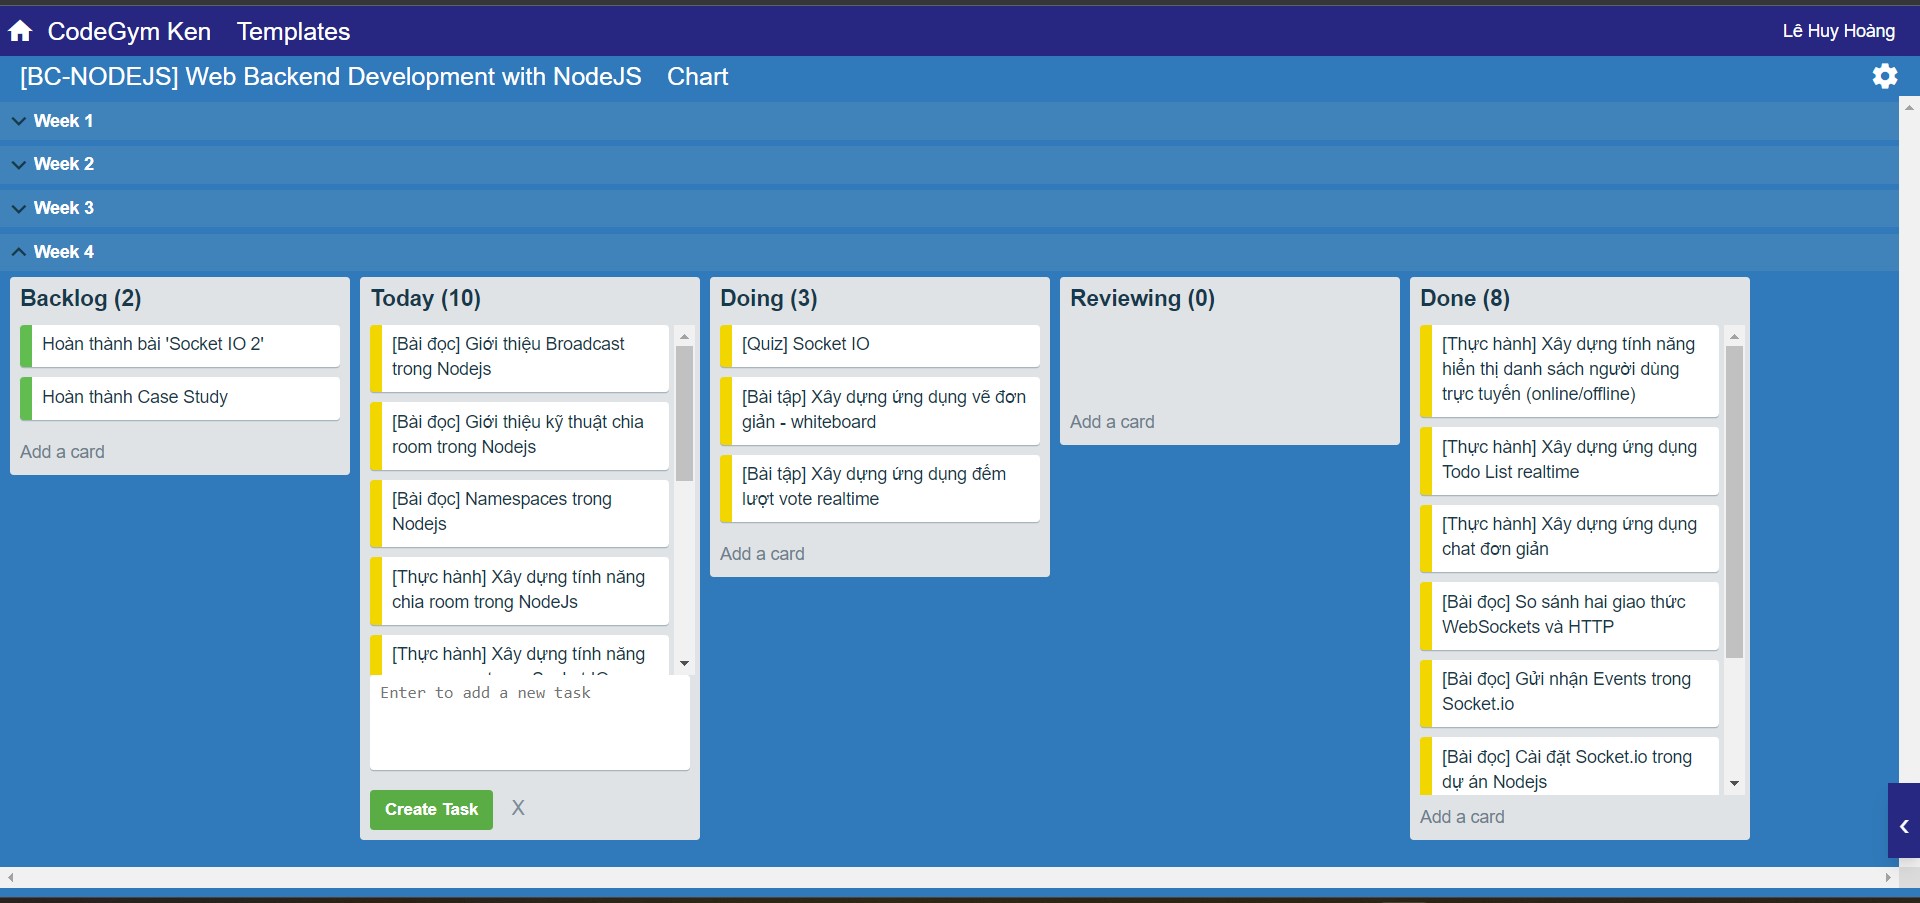 CodeGym Ken Templates Lê Huy Hoàng
[BC-NODEJS] Web Backend Development with NodeJS Chart
Week 1
Week 2
Week 3
Week 4
Backlog (2)
Hoàn thành bài 'Socket IO 2'
Hoàn thành Case Study
Add a card
Today (10)
[Bài đọc] Giới thiệu Broadcast
trong Nodejs
[Bài đọc] Giới thiệu kỹ thuật chia
room trong Nodejs
[Bài đọc] Namespaces trong
Nodejs
[Thực hành] Xây dựng tính năng
chia room trong NodeJs
[Thực hành] Xây dựng tính năng
Enter to add a new task
Create Task X
Doing (3)
[Quiz] Socket IO
[Bài tập] Xây dựng ứng dụng vẽ đơn
giản - whiteboard
[Bài tập] Xây dựng ứng dụng đếm
lượt vote realtime
Add a card
Reviewing (0)
Add a card
Done (8)
[Thực hành] Xây dựng tính năng
hiển thị danh sách người dùng
trực tuyến (online/offline)
[Thực hành] Xây dựng ứng dụng
Todo List realtime
[Thực hành] Xây dựng ứng dụng
chat đơn giản
[Bài đọc] So sánh hai giao thức
WebSockets và HTTP
[Bài đọc] Gửi nhận Events trong
Socket.io
[Bài đọc] Cài đặt Socket.io trong
dự án Nodejs
Add a card